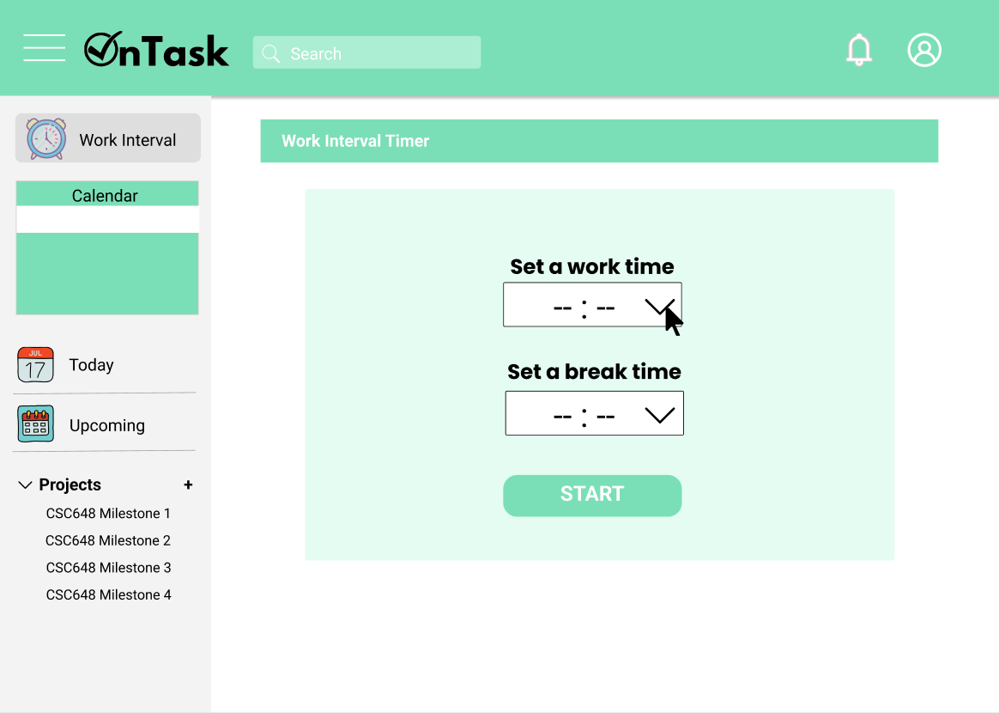 OnTask
Search
Work Interval
Work Interval Timer
Calendar
Set a work time
-- : --
Set a break time
-- : --
START
JUL
17
Today
Upcoming
Projects +
CSC648 Milestone 1
CSC648 Milestone 2
CSC648 Milestone 3
CSC648 Milestone 4